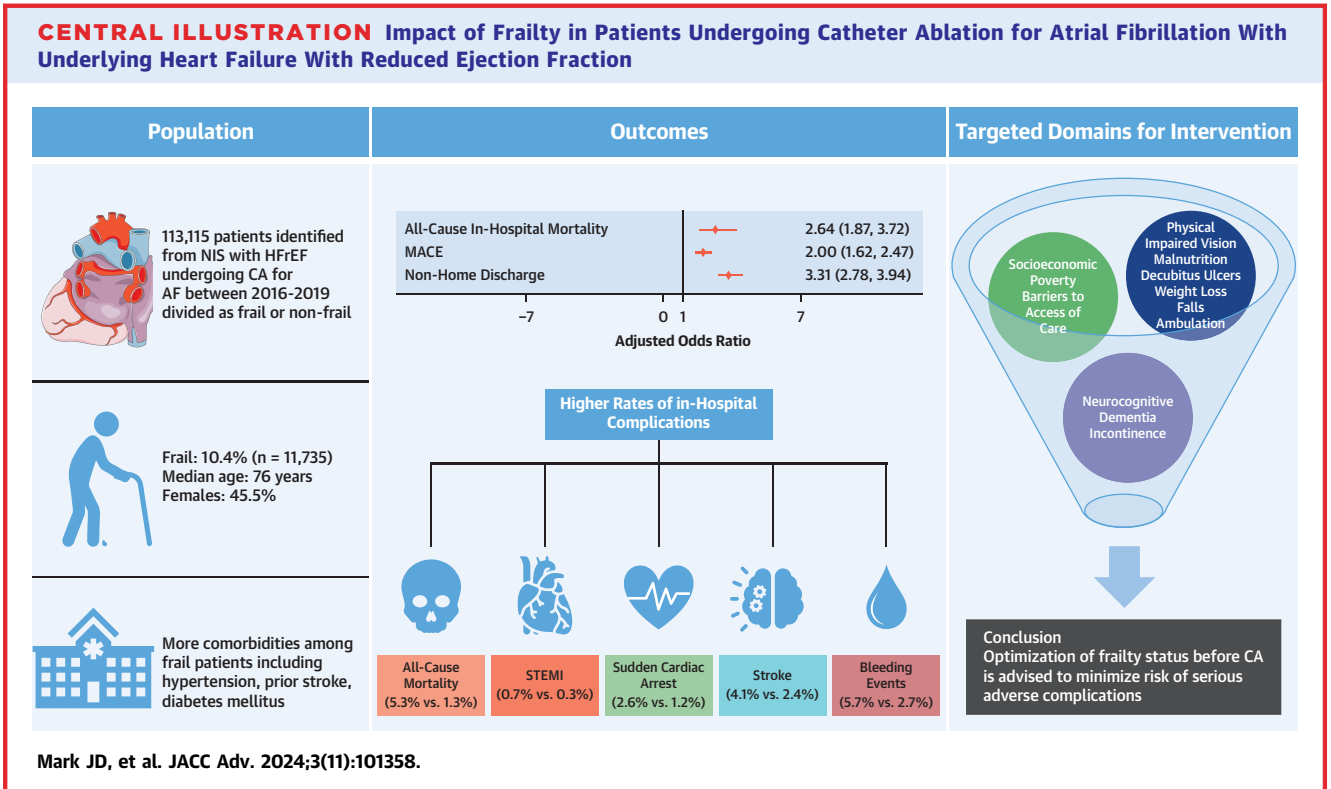 CENTRAL ILLUSTRATION Impact of Frailty in Patients Undergoing Catheter Ablation for Atrial Fibrillation With
Underlying Heart Failure With Reduced Ejection Fraction
Population
113,115 patients identified
from NIS with HFrEF
undergoing CA for
AF between 2016-2019
divided as frail or non-frail
Frail: 10.4% (n = 11,735)
Median age: 76 years
Females: 45.5%
More comorbidities among
frail patients including
hypertension, prior stroke,
diabetes mellitus
Outcomes
All-Cause In-Hospital Mortality 2.64 (1.87, 3.72)
MACE 2.00 (1.62, 2.47)
Non-Home Discharge 3.31 (2.78, 3.94)
−7 0 1 7
Adjusted Odds Ratio
Higher Rates of in-Hospital
Complications
All-Cause
Mortality
(5.3% vs. 1.3%)
STEMI
(0.7% vs. 0.3%)
Sudden Cardiac
Arrest
(2.6% vs. 1.2%)
Stroke
(4.1% vs. 2.4%)
Bleeding
Events
(5.7% vs. 2.7%)
Targeted Domains for Intervention
Socioeconomic
Poverty
Barriers to
Access of
Care
Physical
Impaired Vision
Malnutrition
Decubitus Ulcers
Weight Loss
Falls
Ambulation
Neurocognitive
Dementia
Incontinence
Conclusion
Optimization of frailty status before CA
is advised to minimize risk of serious
adverse complications
Mark JD, et al. JACC Adv. 2024;3(11):101358.